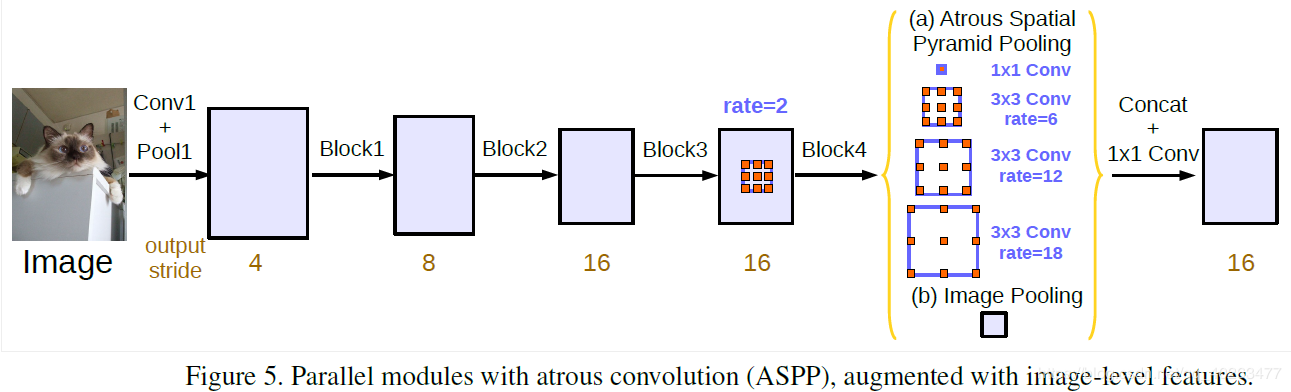 Conv1
+
Pool1
Block1
Block2
Block3
rate=2
Block4
(a) Atrous Spatial
Pyramid Pooling
1x1 Conv
3x3 Conv
rate=6
3x3 Conv
rate=12
3x3 Conv
rate=18
(b) Image Pooling
Concat
+
1x1 Conv
Image
output
stride
4
8
16
16
16
Figure 5. Parallel modules with atrous convolution (ASPP), augmented with image-level features.